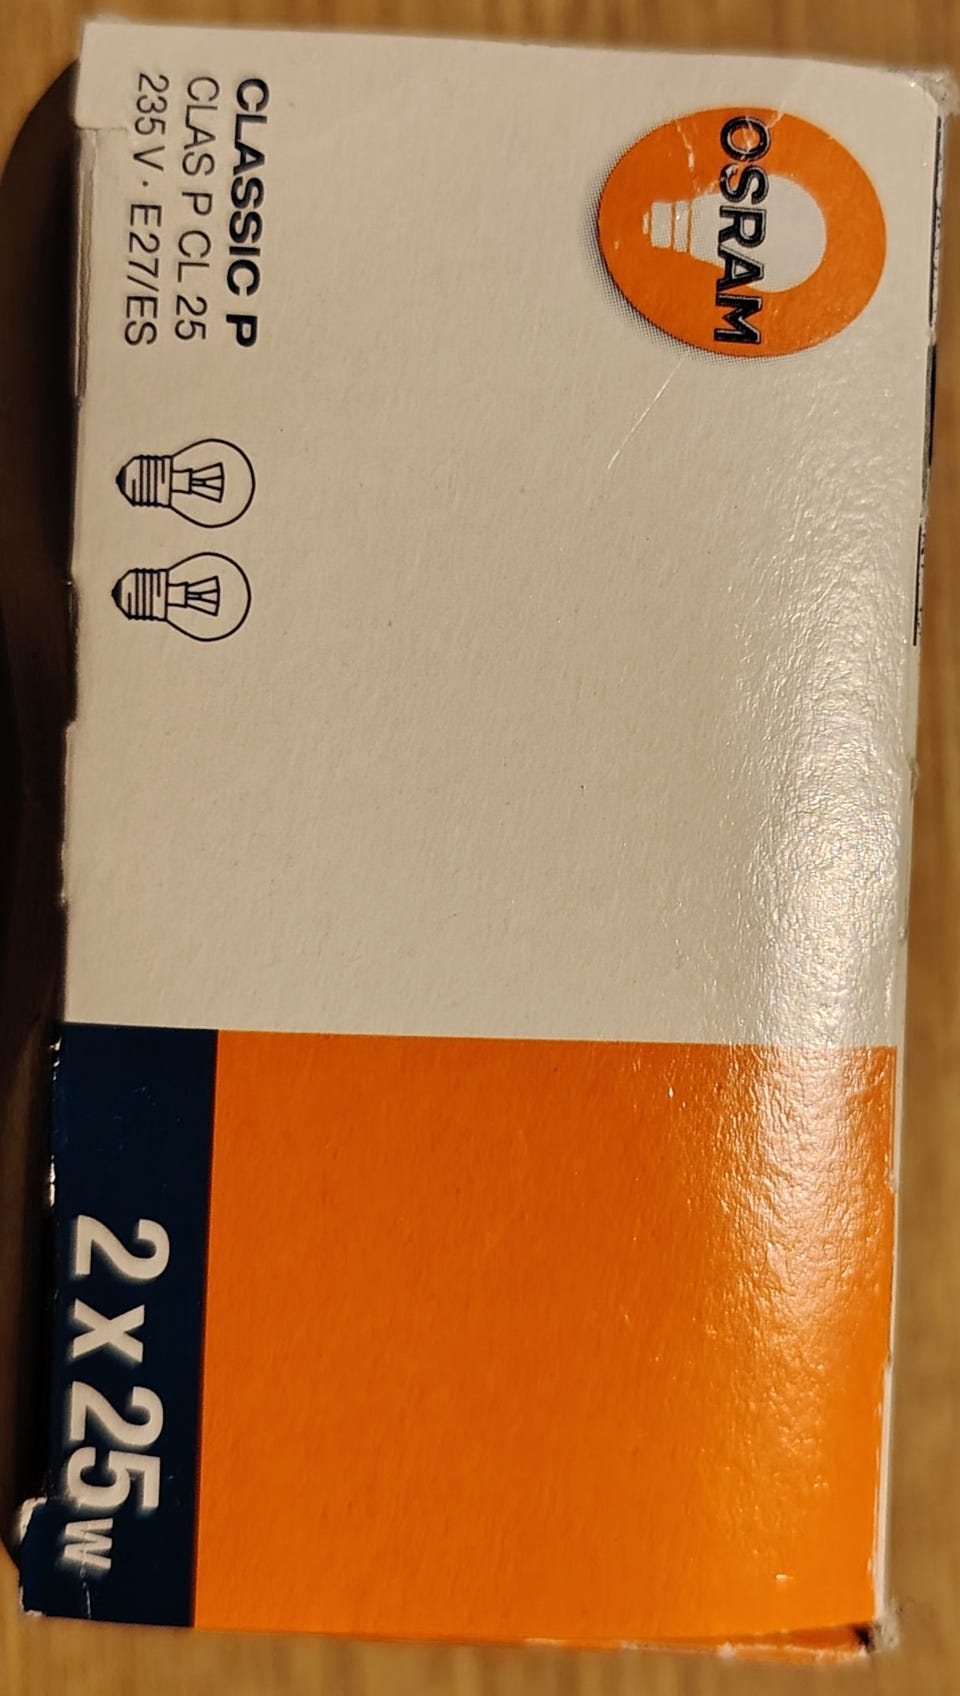 OSRAM
CLASSIC P
CLAS P CL 25
235 V · E27/ES
2 x 25W